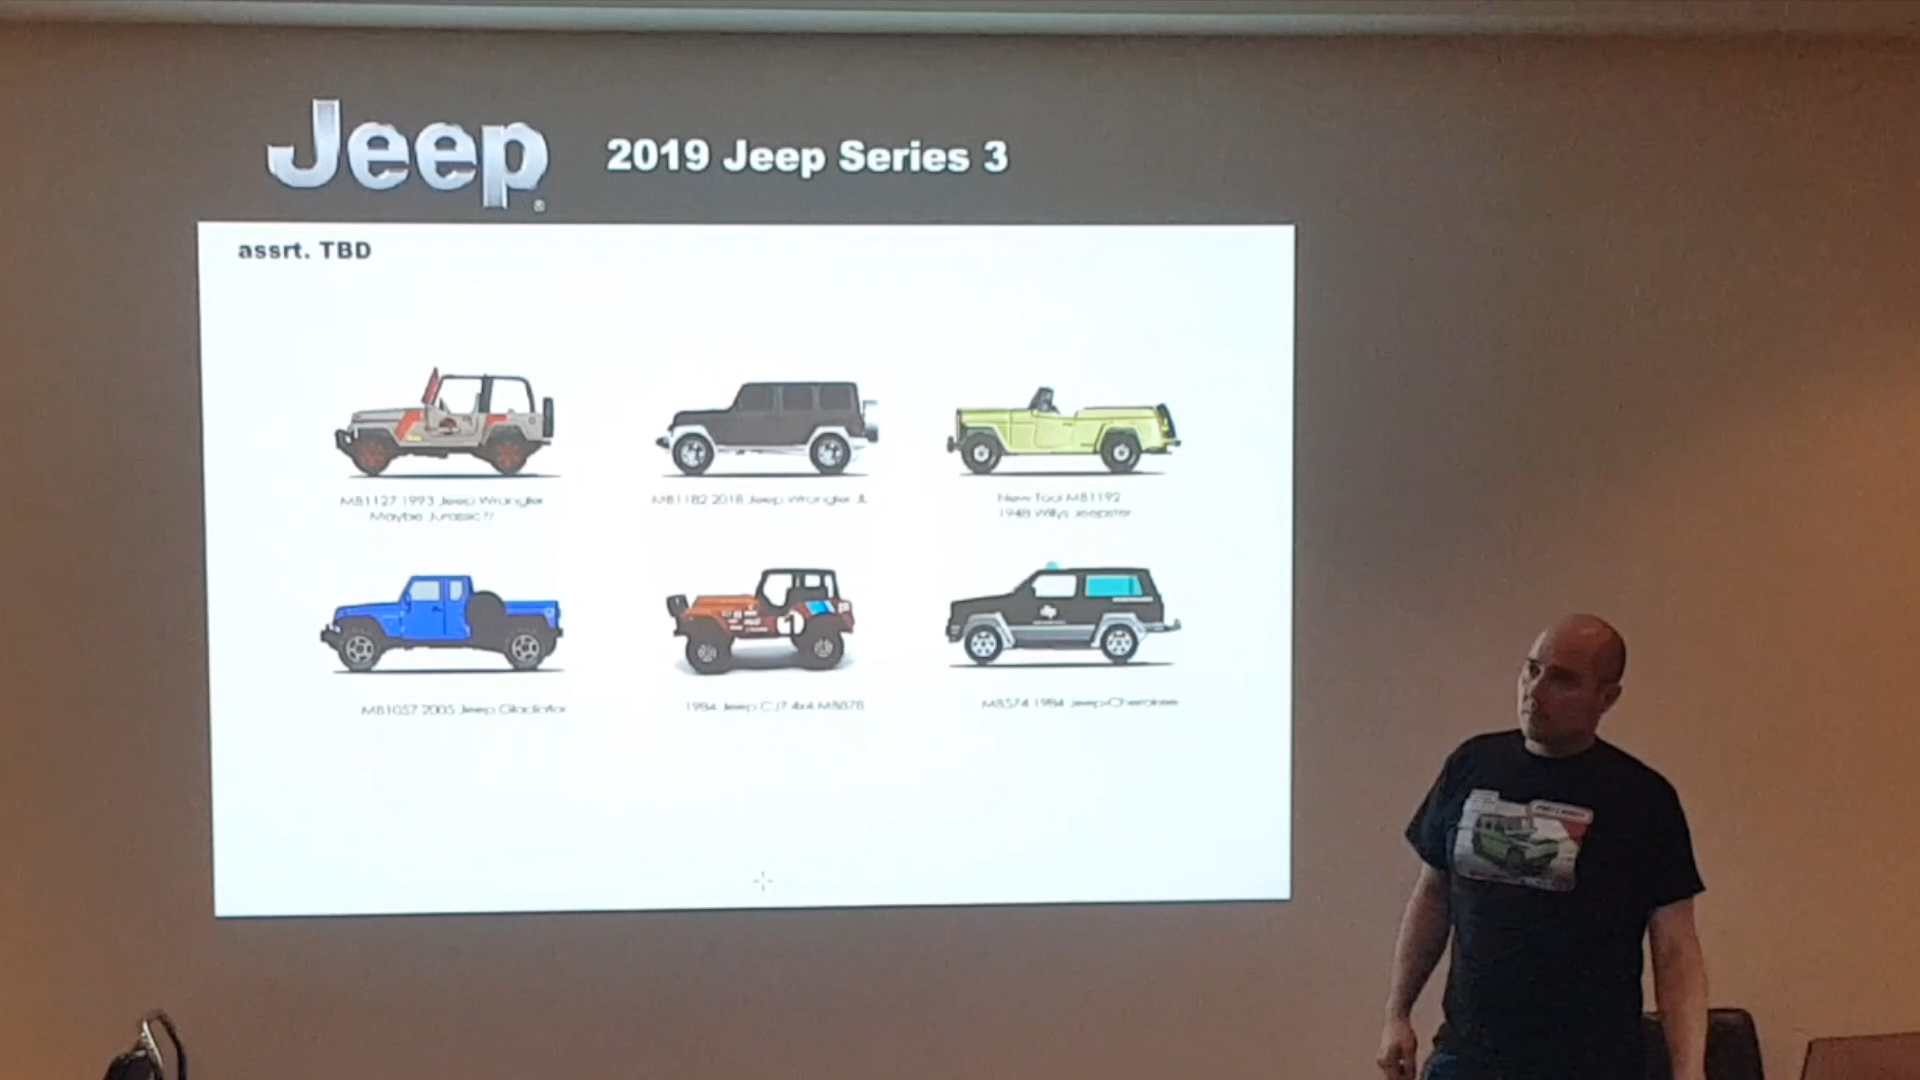 Jeep
®
2019 Jeep Series 3
assrt. TBD
MB1127 1993 Jeep Wrangler
Maybe Jurassic??
MB1182 2018 Jeep Wrangler JL
New Tool MB1192
1948 Willys Jeepster
MB1057 2005 Jeep Gladiator
1984 Jeep CJ7 4x4 MB878
MB574 1984 Jeep Cherokee
1